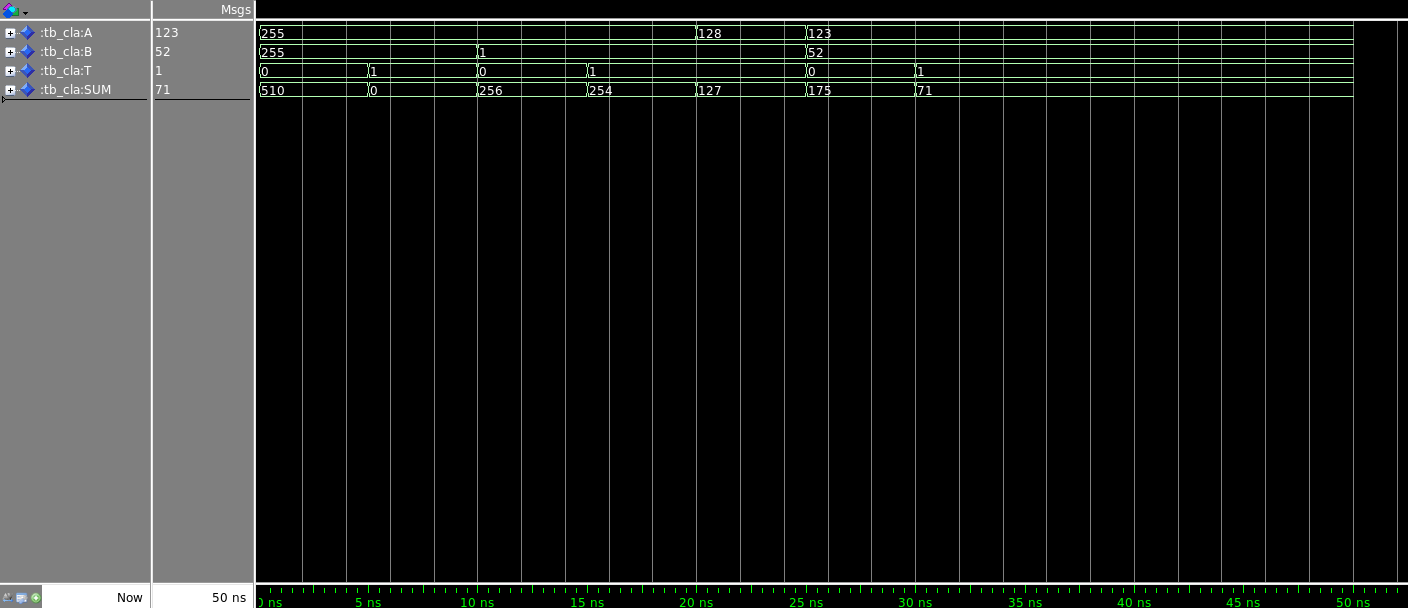 Msgs
:tb_cla:A 123 255 128 123
:tb_cla:B 52 255 1 52
:tb_cla:T 1 0 1 0 1 0 1
:tb_cla:SUM 71 510 0 256 254 127 175 71
Now 50 ns 0 ns 5 ns 10 ns 15 ns 20 ns 25 ns 30 ns 35 ns 40 ns 45 ns 50 ns